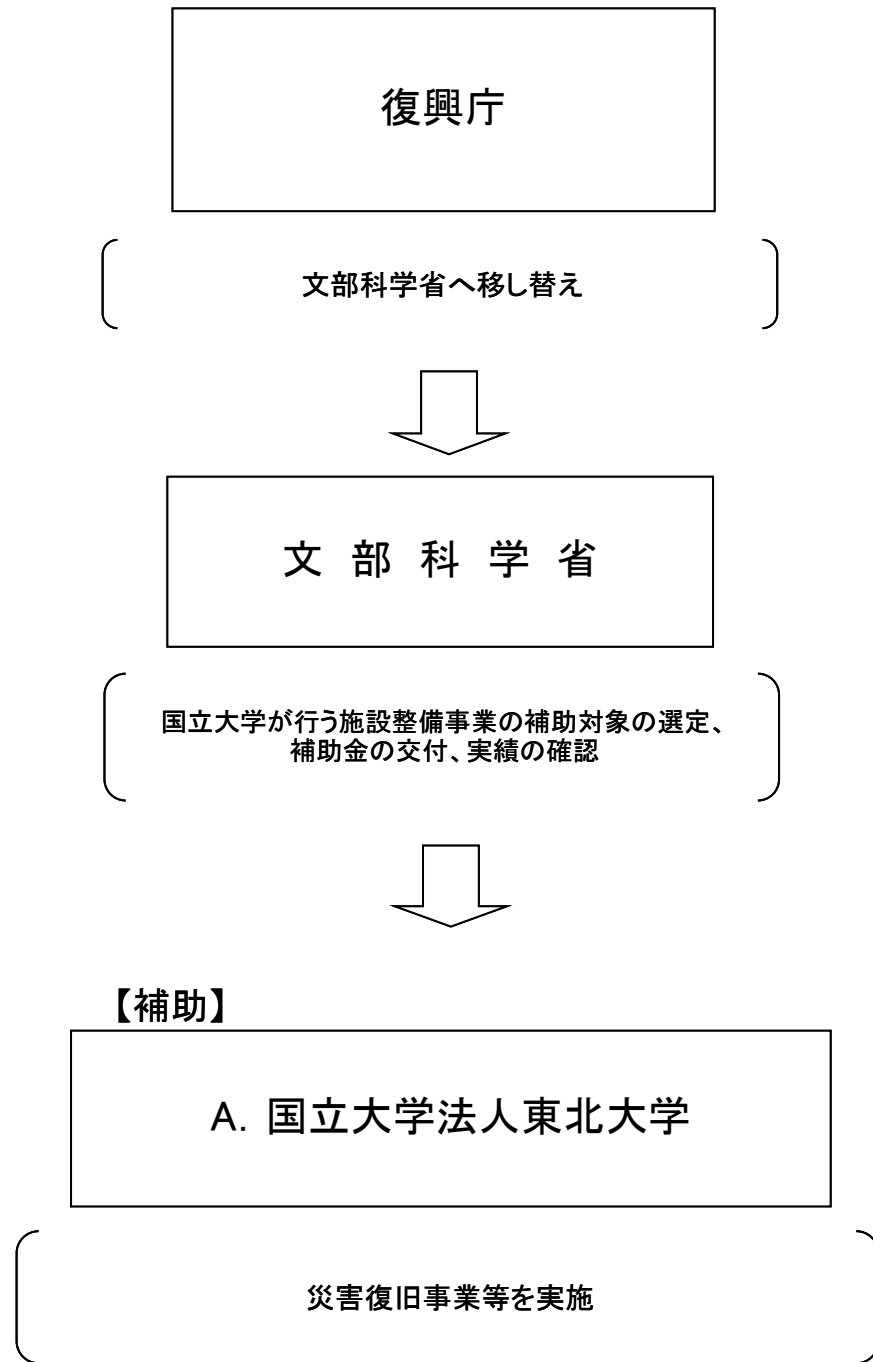 復興庁
文部科学省へ移し替え
文 部 科 学 省
国立大学が行う施設整備事業の補助対象の選定、
補助金の交付、実績の確認
【補助】
A. 国立大学法人東北大学
災害復旧事業等を実施